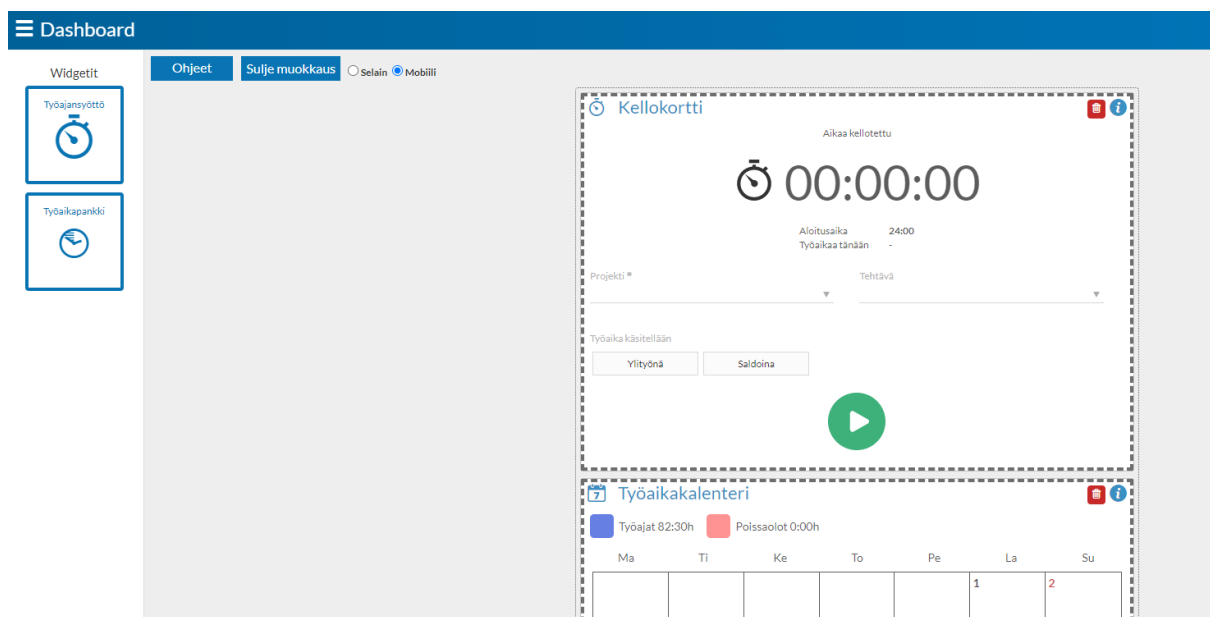 Dashboard
Widgetit
Työajansyöttö
Työaikapankki
Ohjeet Sulje muokkaus Selain Mobiili
Kellokortti
Aikaa kellotettu
00:00:00
Aloitusaika 24:00
Työaikaa tänään -
Projekti * Tehtävä
Työaika käsitellään
Ylityönä Saldoina
7 Työaikakalenteri
Työajat 82:30h Poissaolot 0:00h
Ma Ti Ke To Pe La Su
1 2